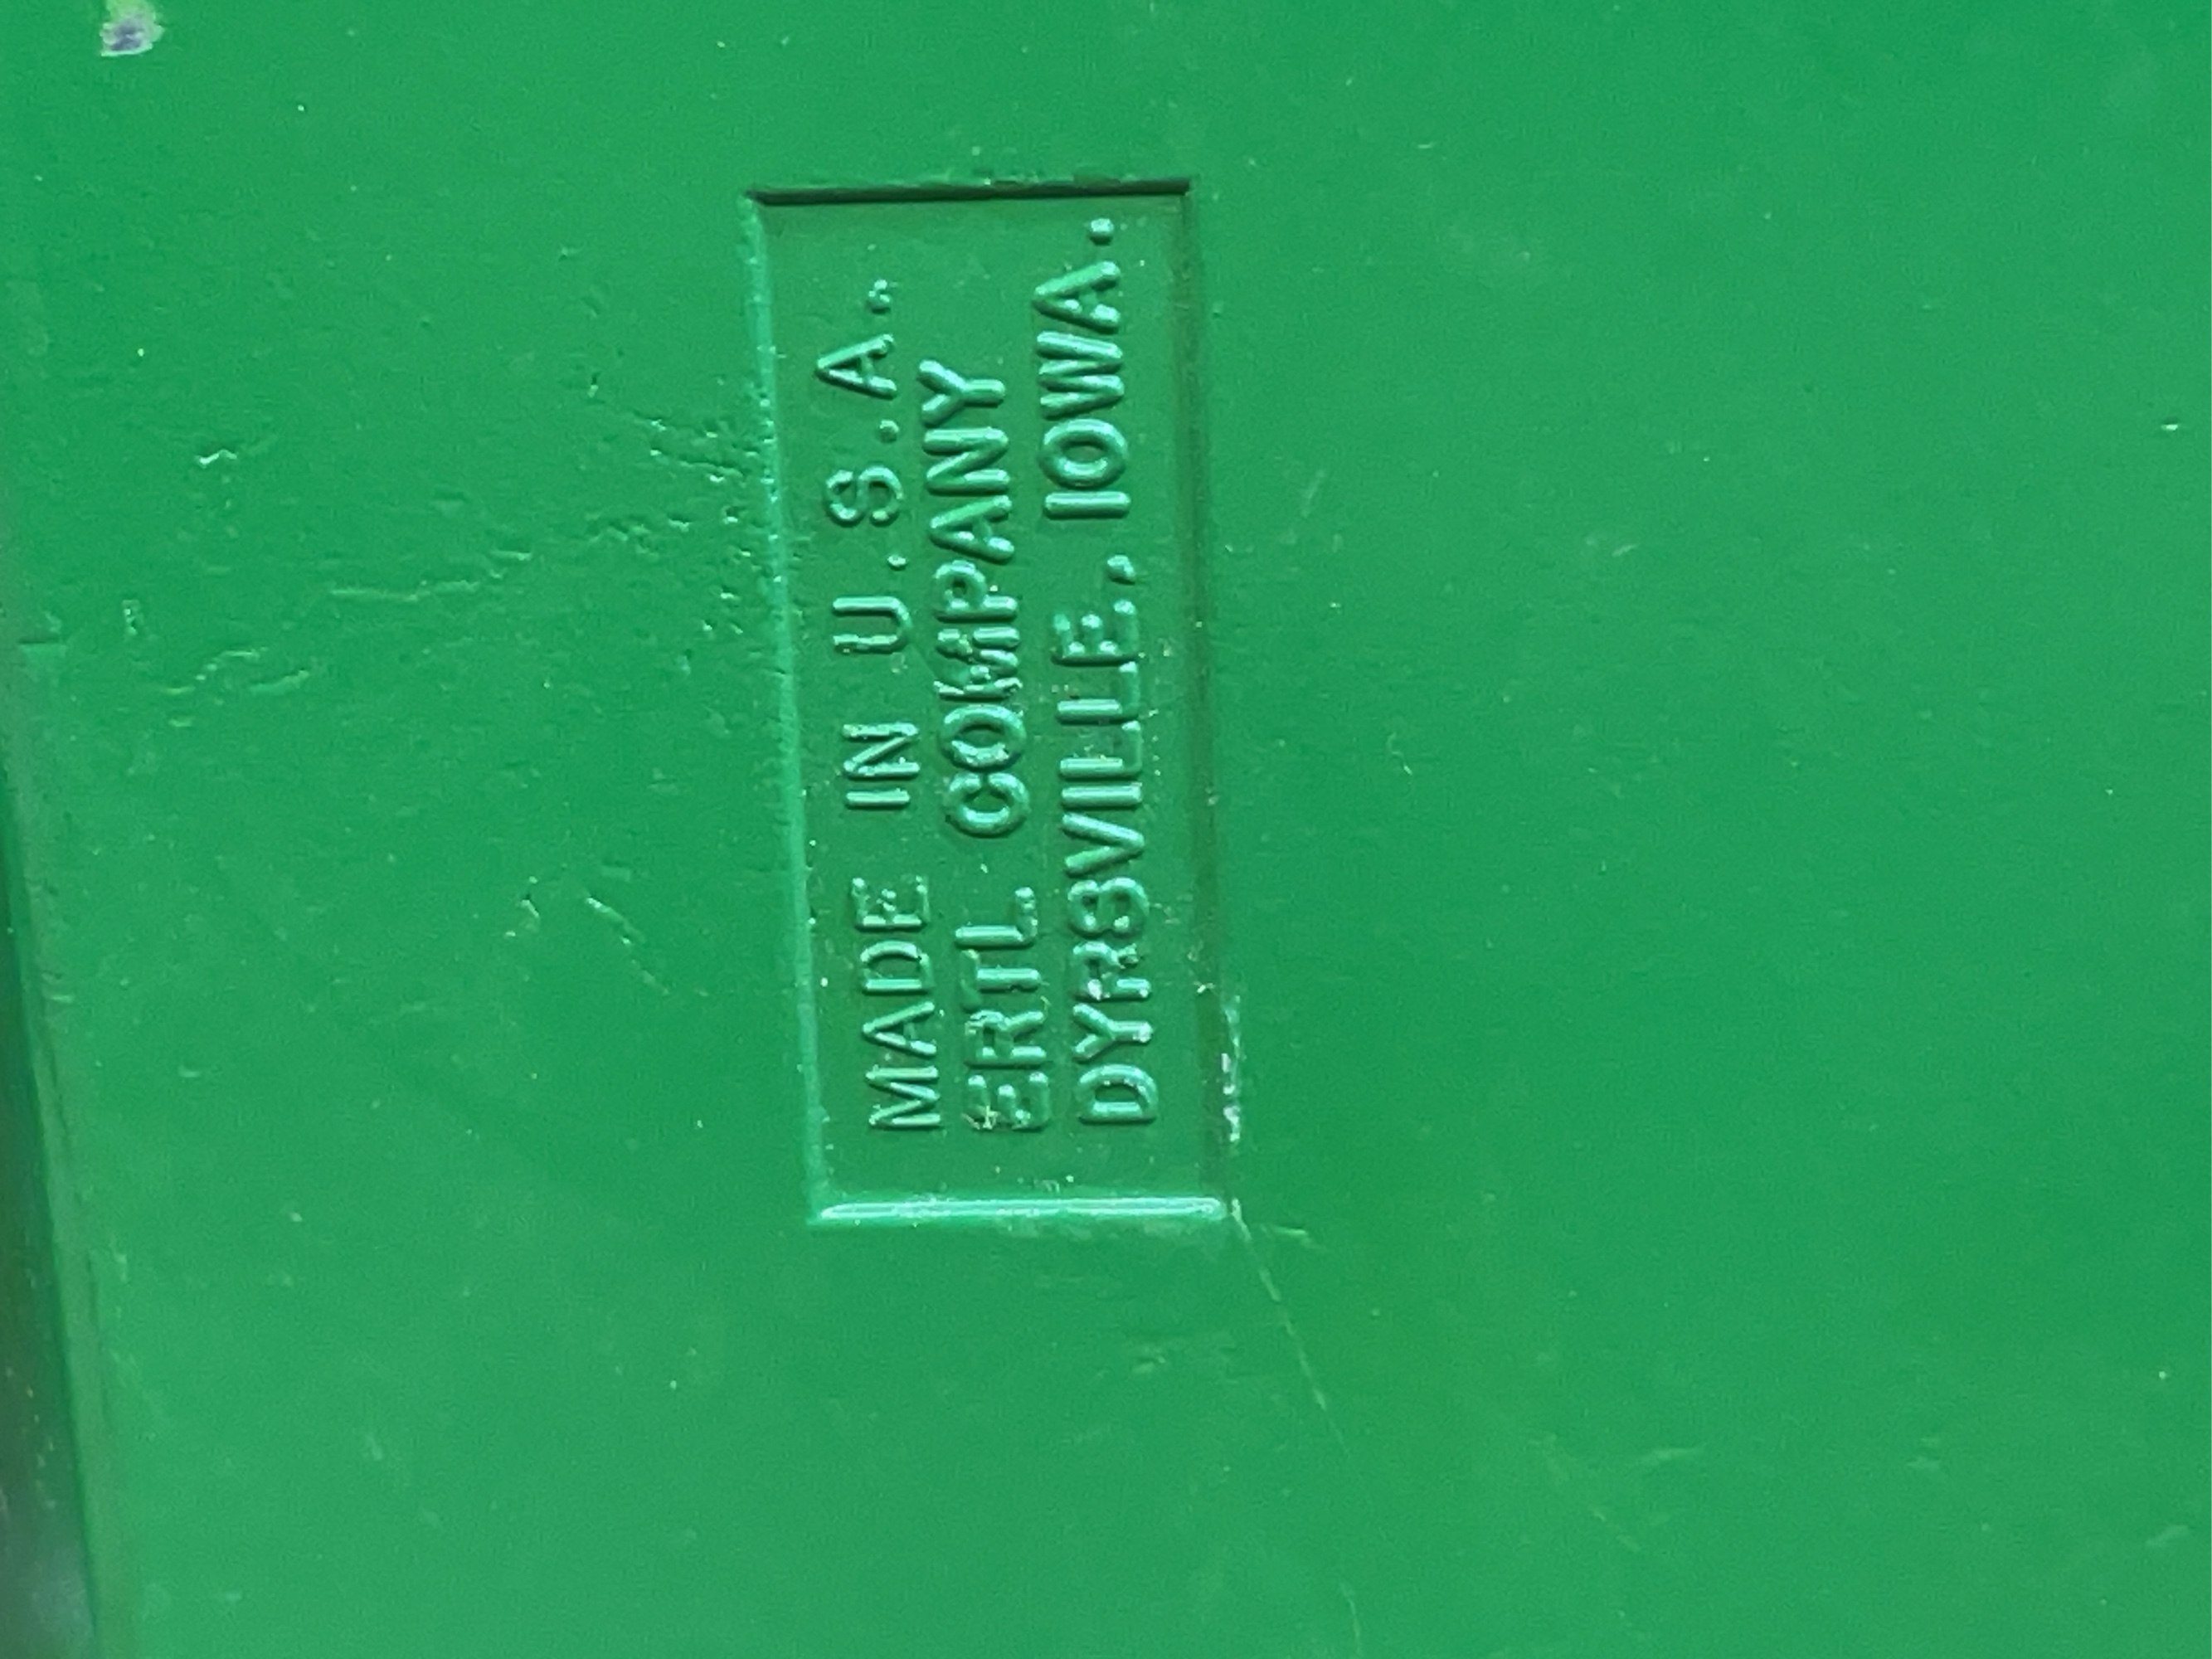 MADE IN U.S.A.
ERTL COMPANY
DYRSVILLE, IOWA.